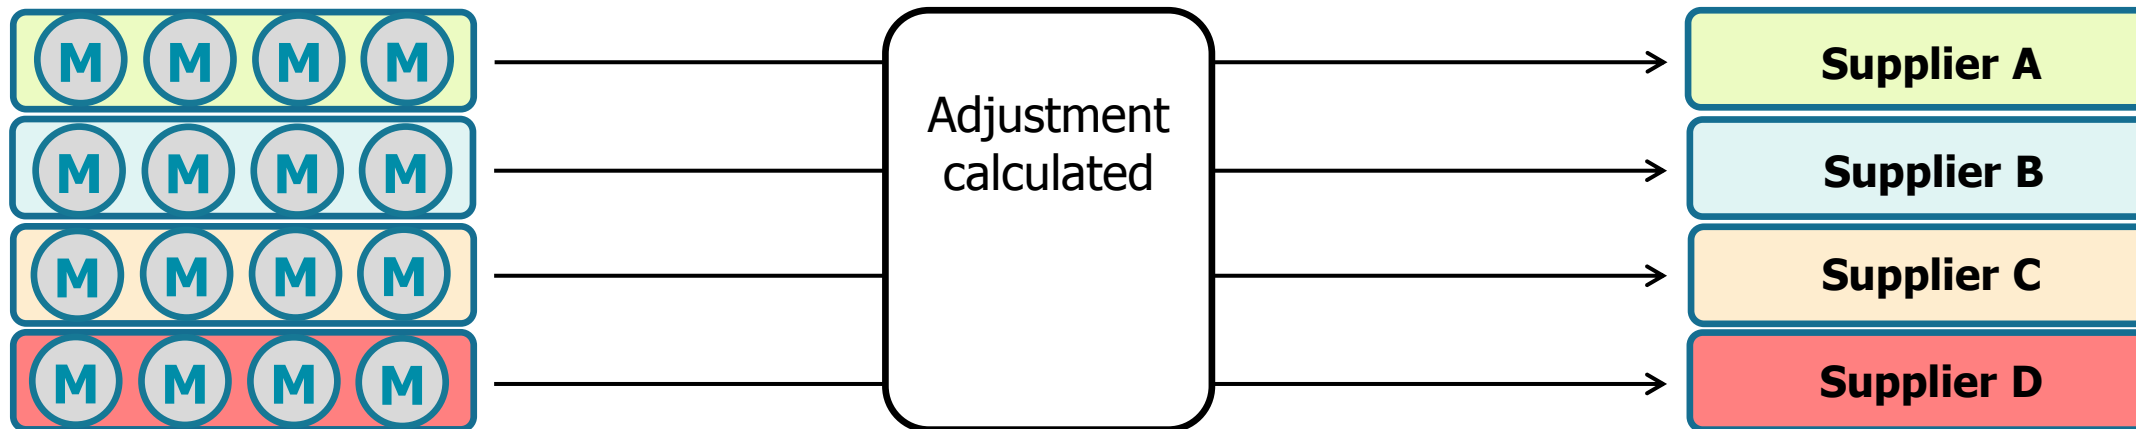 M M M M
Adjustment
calculated
Supplier A
M M M M
Supplier B
M M M M
Supplier C
M M M M
Supplier D